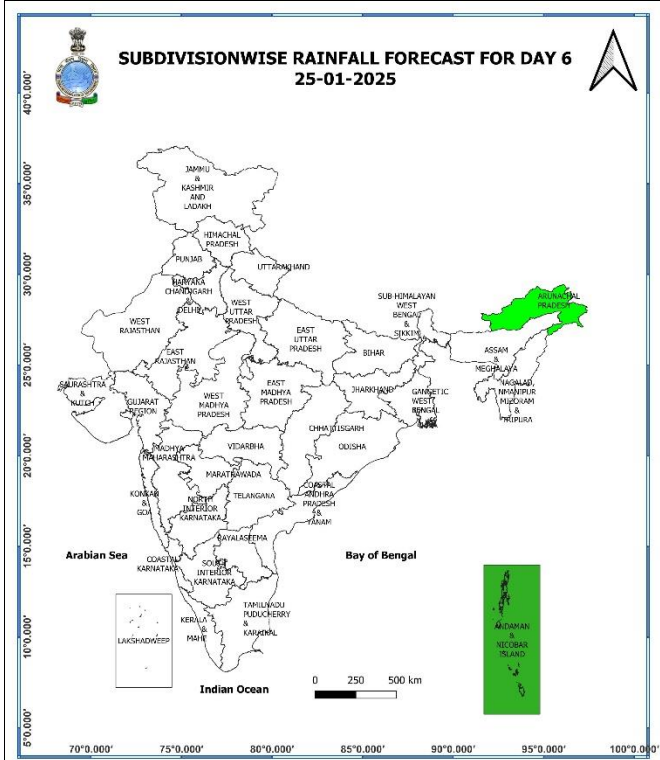 SUBDIVISIONWISE RAINFALL FORECAST FOR DAY 6
25-01-2025
40°0.000'
35°0.000'
30°0.000'
25°0.000'
20°0.000'
15°0.000'
10°0.000'
5°0.000'
JAMMU
&
KASHMIR
AND
LADAKH
HIMACHAL
PRADESH
PUNJAB
UTTARAKHAND
HARYANA
CHANDIGARH
&
DELHI
WEST
UTTAR
PRADESH
WEST
RAJASTHAN
EAST
RAJASTHAN
EAST
UTTAR
PRADESH
SUB HIMALAYAN
WEST
BENGAL
&
SIKKIM
ARUNACHAL
PRADESH
ASSAM
&
MEGHALAYA
BIHAR
SAURASHTRA
&
KUTCH
GUJARAT
REGION
WEST
MADHYA
PRADESH
EAST
MADHYA
PRADESH
JHARKHAND
GANGETIC
WEST
BENGAL
NAGALAD,
NMANIPUR
MIZORAM
&
TRIPURA
CHHATTISGARH
ODISHA
MADHYA
MAHARASHTRA
VIDARBHA
MARATHWADA
TELANGANA
KONKAN
&
GOA
NORTH
INTERIOR
KARNATAKA
COASTAL
ANDHRA
PRADESH
&
YANAM
RAYALASEEMA
Arabian Sea
Bay of Bengal
COASTAL
KARNATAKA
SOUTH
INTERIOR
KARNATAKA
TAMILNADU
PUDUCHERRY
&
KARAIKAL
KERALA
&
MAHE
LAKSHADWEEP
ANDAMAN
&
NICOBAR
ISLAND
Indian Ocean
0 250 500 km
70°0.000' 75°0.000' 80°0.000' 85°0.000' 90°0.000' 95°0.000' 100°0.000'